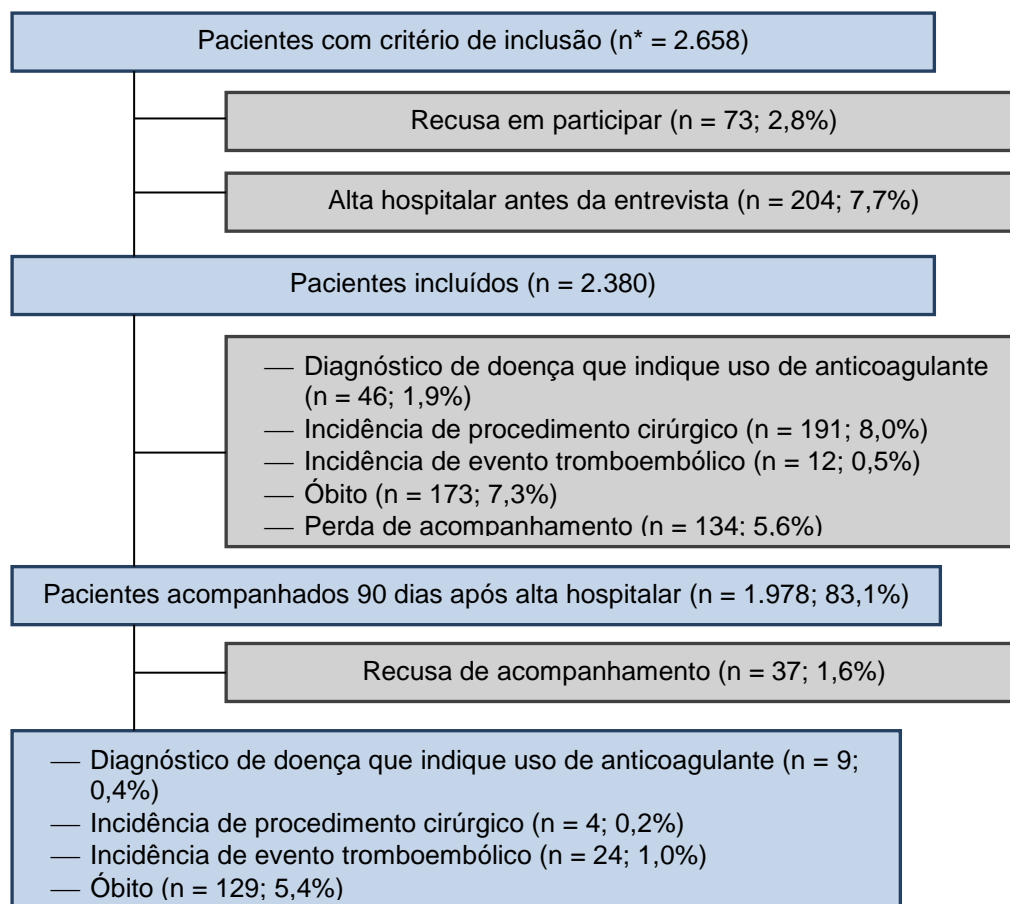 Pacientes com critério de inclusão (n* = 2.658)
Recusa em participar (n = 73; 2,8%)
Alta hospitalar antes da entrevista (n = 204; 7,7%)
Pacientes incluídos (n = 2.380)
— Diagnóstico de doença que indique uso de anticoagulante
(n = 46; 1,9%)
— Incidência de procedimento cirúrgico (n = 191; 8,0%)
— Incidência de evento tromboembólico (n = 12; 0,5%)
— Óbito (n = 173; 7,3%)
— Perda de acompanhamento (n = 134; 5,6%)
Pacientes acompanhados 90 dias após alta hospitalar (n = 1.978; 83,1%)
Recusa de acompanhamento (n = 37; 1,6%)
— Diagnóstico de doença que indique uso de anticoagulante (n = 9;
0,4%)
— Incidência de procedimento cirúrgico (n = 4; 0,2%)
— Incidência de evento tromboembólico (n = 24; 1,0%)
— Óbito (n = 129; 5,4%)